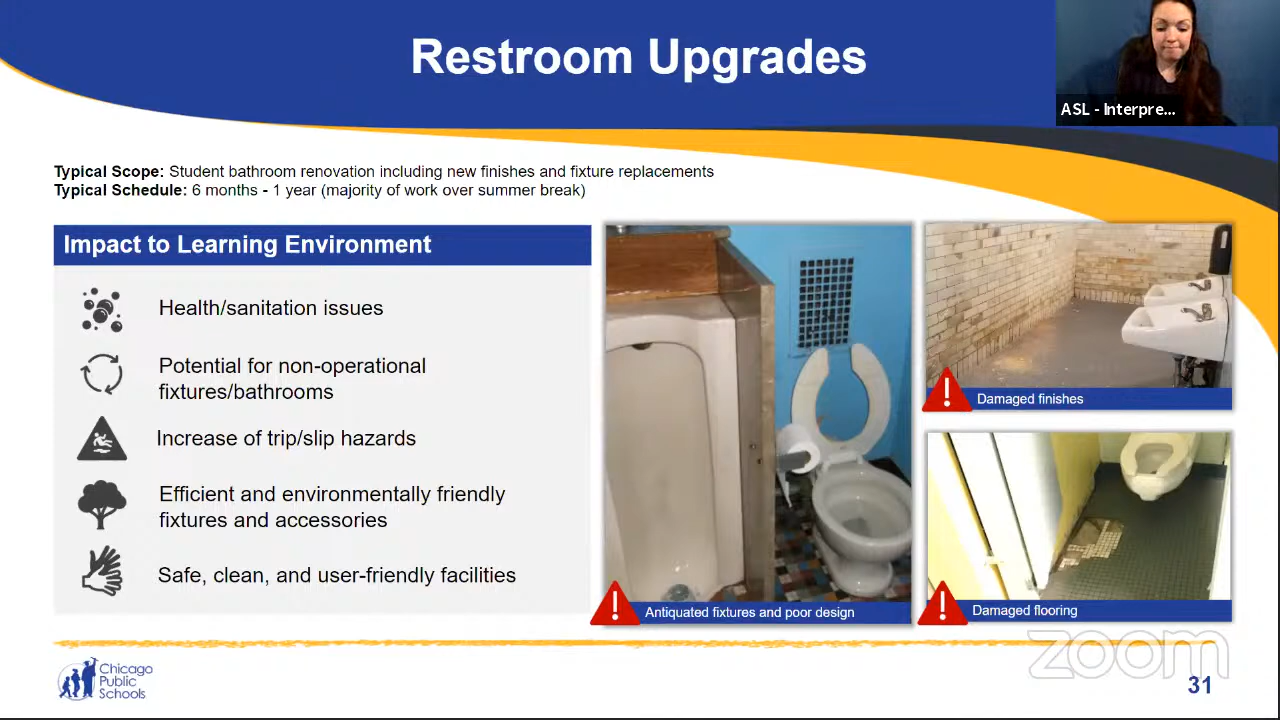 Restroom Upgrades
ASL - Interpre...
Typical Scope: Student bathroom renovation including new finishes and fixture replacements
Typical Schedule: 6 months - 1 year (majority of work over summer break)
Impact to Learning Environment
Health/sanitation issues
Potential for non-operational
fixtures/bathrooms
Increase of trip/slip hazards
Efficient and environmentally friendly
fixtures and accessories
Safe, clean, and user-friendly facilities
Antiquated fixtures and poor design
Damaged finishes
Damaged flooring
Chicago
Public
Schools
zoom
31